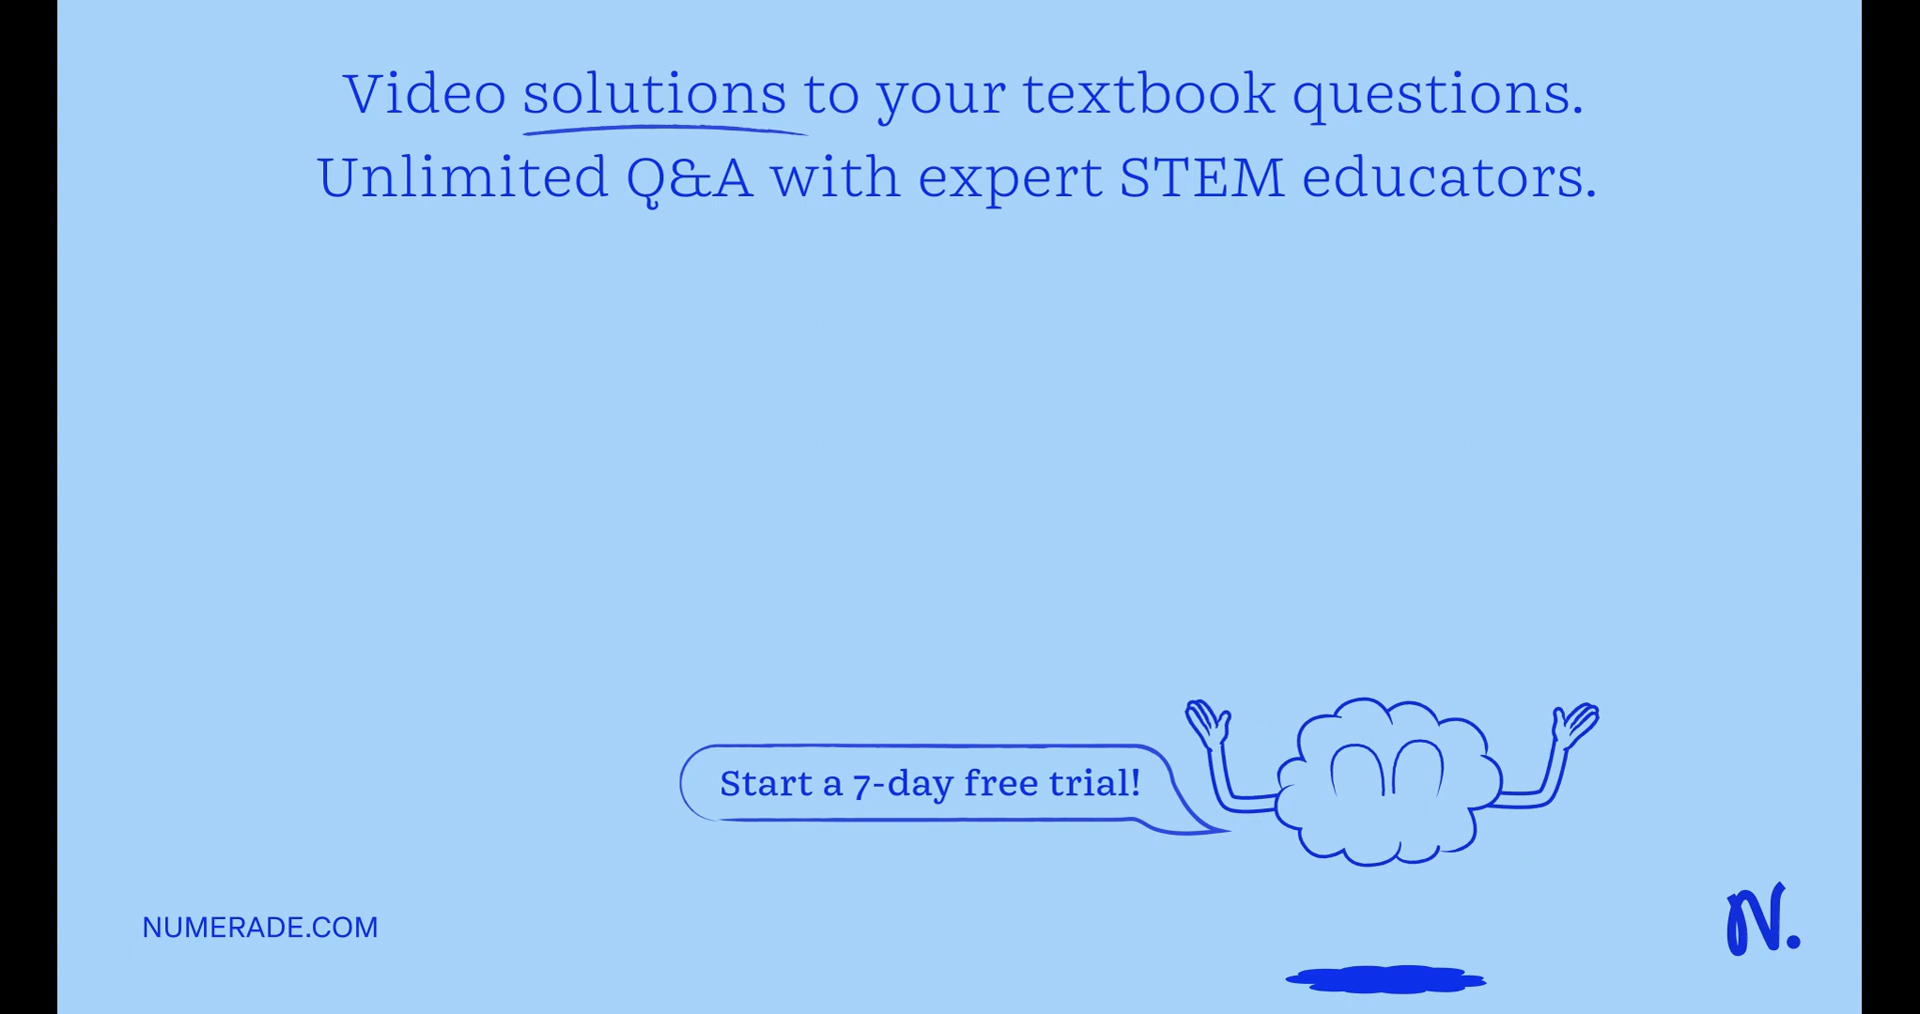 Video solutions to your textbook questions.
Unlimited Q&A with expert STEM educators.
Start a 7-day free trial!
NUMERADE.COM
N.